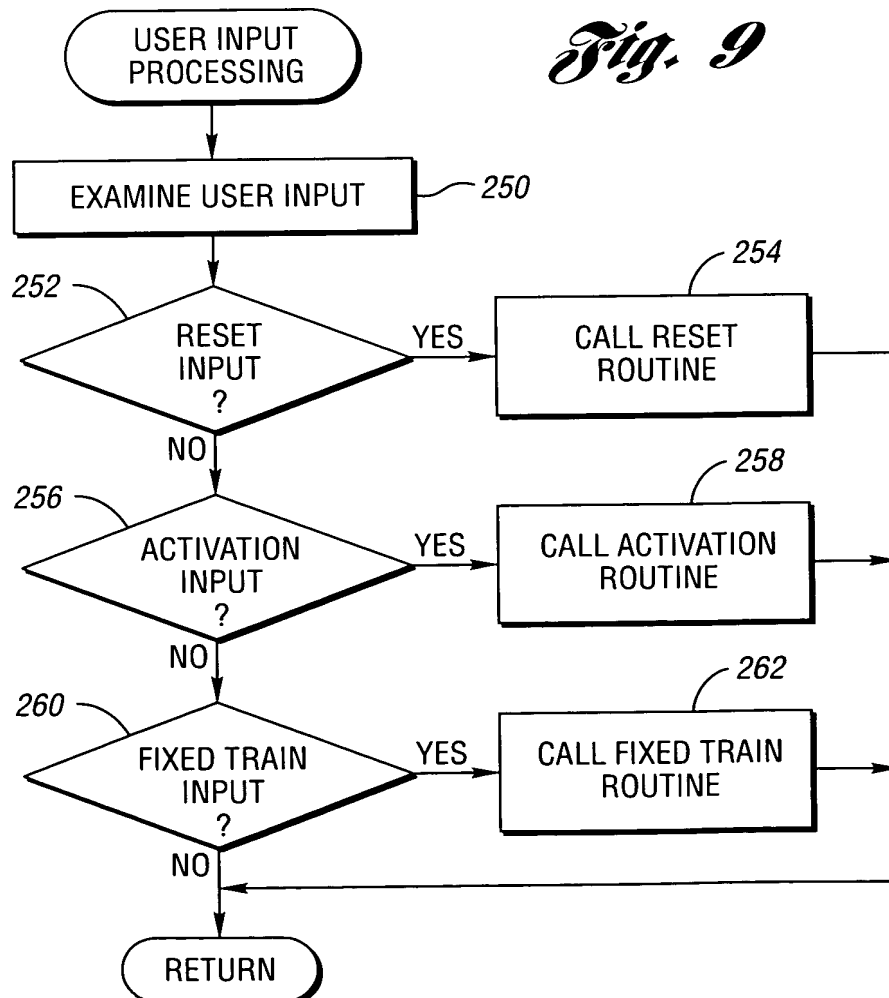 USER INPUT
PROCESSING
Fig. 9
EXAMINE USER INPUT
250
252
RESET
INPUT
?
YES
254
CALL RESET
ROUTINE
NO
256
ACTIVATION
INPUT
?
YES
258
CALL ACTIVATION
ROUTINE
NO
260
FIXED TRAIN
INPUT
?
YES
262
CALL FIXED TRAIN
ROUTINE
NO
RETURN